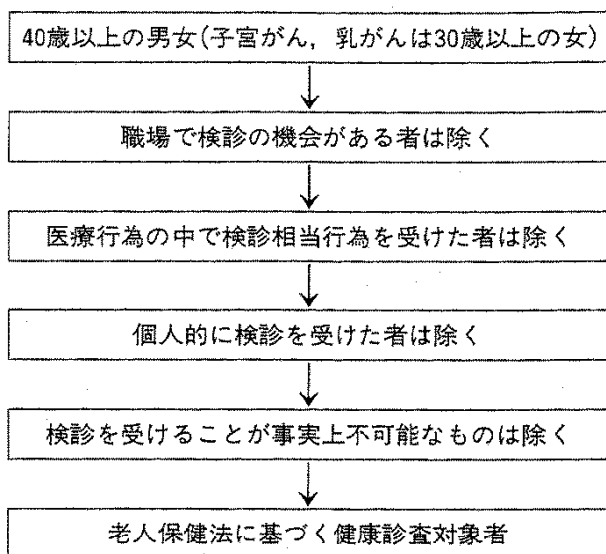 40歳以上の男女(子宮がん，乳がんは30歳以上の女)
職場で検診の機会がある者は除く
医療行為の中で検診相当行為を受けた者は除く
個人的に検診を受けた者は除く
検診を受けることが事実上不可能なものは除く
老人保健法に基づく健康診査対象者